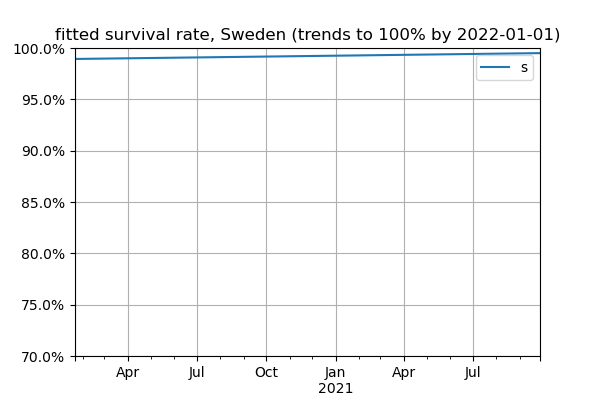 fitted survival rate, Sweden (trends to 100% by 2022-01-01)
100.0%
s
95.0%
90.0%
85.0%
80.0%
75.0%
70.0%
Apr Jul Oct Jan Apr Jul
2021